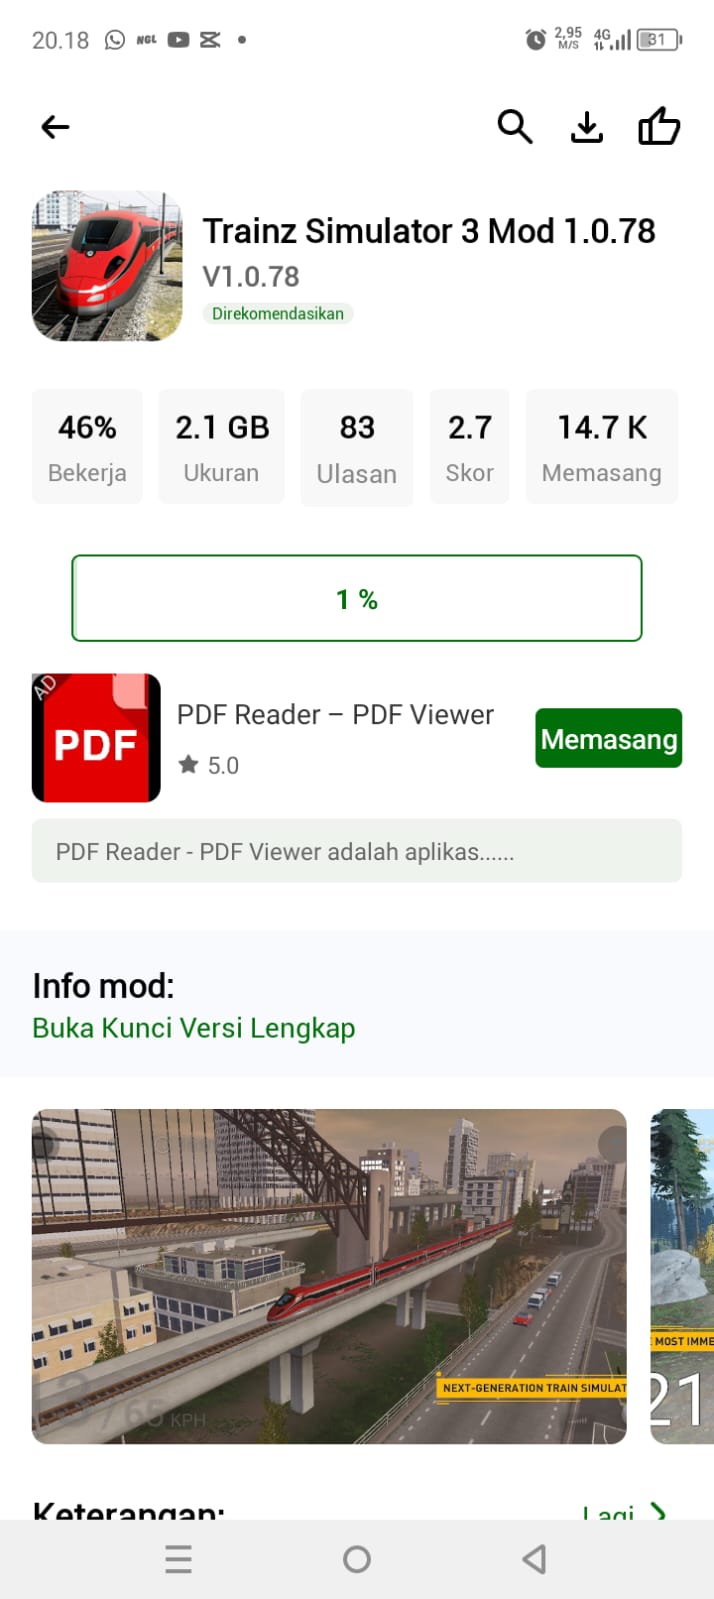 20.18 NGL 2,95 M/S 4G 31
Trainz Simulator 3 Mod 1.0.78
V1.0.78
Direkomendasikan
46% 2.1 GB 83 2.7 14.7 K
Bekerja Ukuran Ulasan Skor Memasang
1 %
AD
PDF
PDF Reader – PDF Viewer
5.0
Memasang
PDF Reader - PDF Viewer adalah aplikas......
Info mod:
Buka Kunci Versi Lengkap
NEXT-GENERATION TRAIN SIMULAT
65 KPH
MOST IMME
21
Keterangan: Lagi